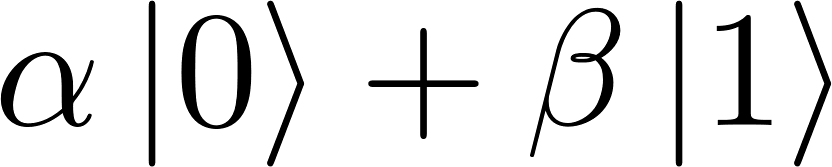 α |0⟩ + β |1⟩